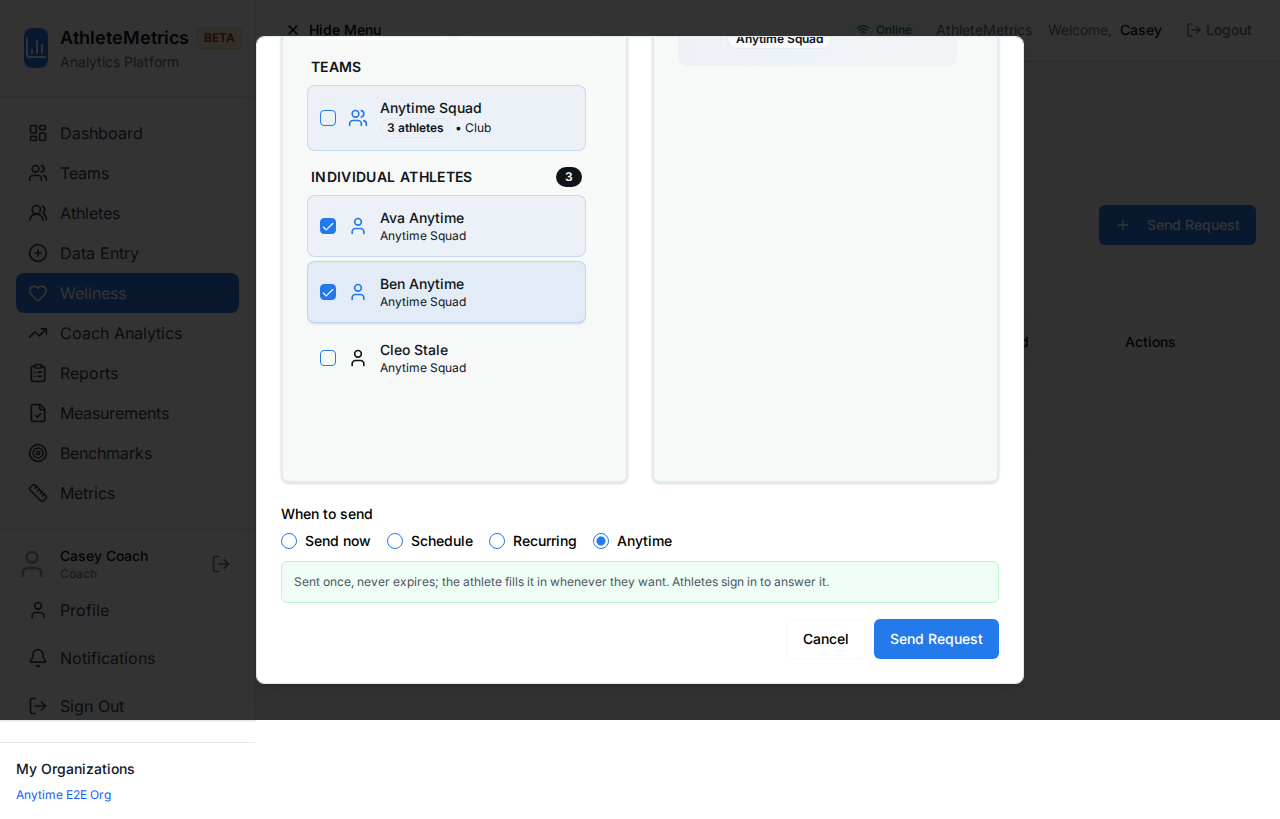 AthleteMetrics BETA
Analytics Platform
Hide Menu
Online
AthleteMetrics
Welcome, Casey
Logout
Dashboard
Teams
Athletes
Data Entry
Wellness
Coach Analytics
Reports
Measurements
Benchmarks
Metrics
Casey Coach
Coach
Profile
Notifications
Sign Out
My Organizations
Anytime E2E Org
TEAMS
Anytime Squad
3 athletes • Club
INDIVIDUAL ATHLETES 3
Ava Anytime
Anytime Squad
Ben Anytime
Anytime Squad
Cleo Stale
Anytime Squad
Anytime Squad
When to send
Send now Schedule Recurring Anytime
Sent once, never expires; the athlete fills it in whenever they want. Athletes sign in to answer it.
Cancel Send Request
Send Request
Actions